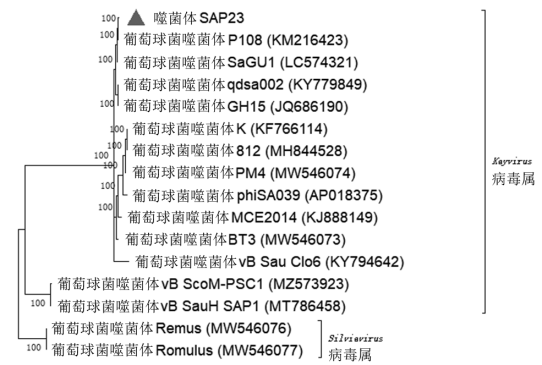 100 噬菌体 SAP23
100 葡萄球菌噬菌体 P108 (KM216423)
100 葡萄球菌噬菌体 SaGU1 (LC574321)
100 葡萄球菌噬菌体 qdsa002 (KY779849)
100 葡萄球菌噬菌体 GH15 (JQ686190)
100 葡萄球菌噬菌体 K (KF766114)
100 100 葡萄球菌噬菌体 812 (MH844528)
100 100 葡萄球菌噬菌体 PM4 (MW546074)
100 葡萄球菌噬菌体 phiSA039 (AP018375)
100 葡萄球菌噬菌体 MCE2014 (KJ888149)
葡萄球菌噬菌体 BT3 (MW546073)
葡萄球菌噬菌体 vB Sau Clo6 (KY794642)
葡萄球菌噬菌体 vB ScoM-PSC1 (MZ573923)
100 葡萄球菌噬菌体 vB SauH SAP1 (MT786458)
葡萄球菌噬菌体 Remus (MW546076)
100 葡萄球菌噬菌体 Romulus (MW546077)
Kayvirus
病毒属
Silviavirus
病毒属